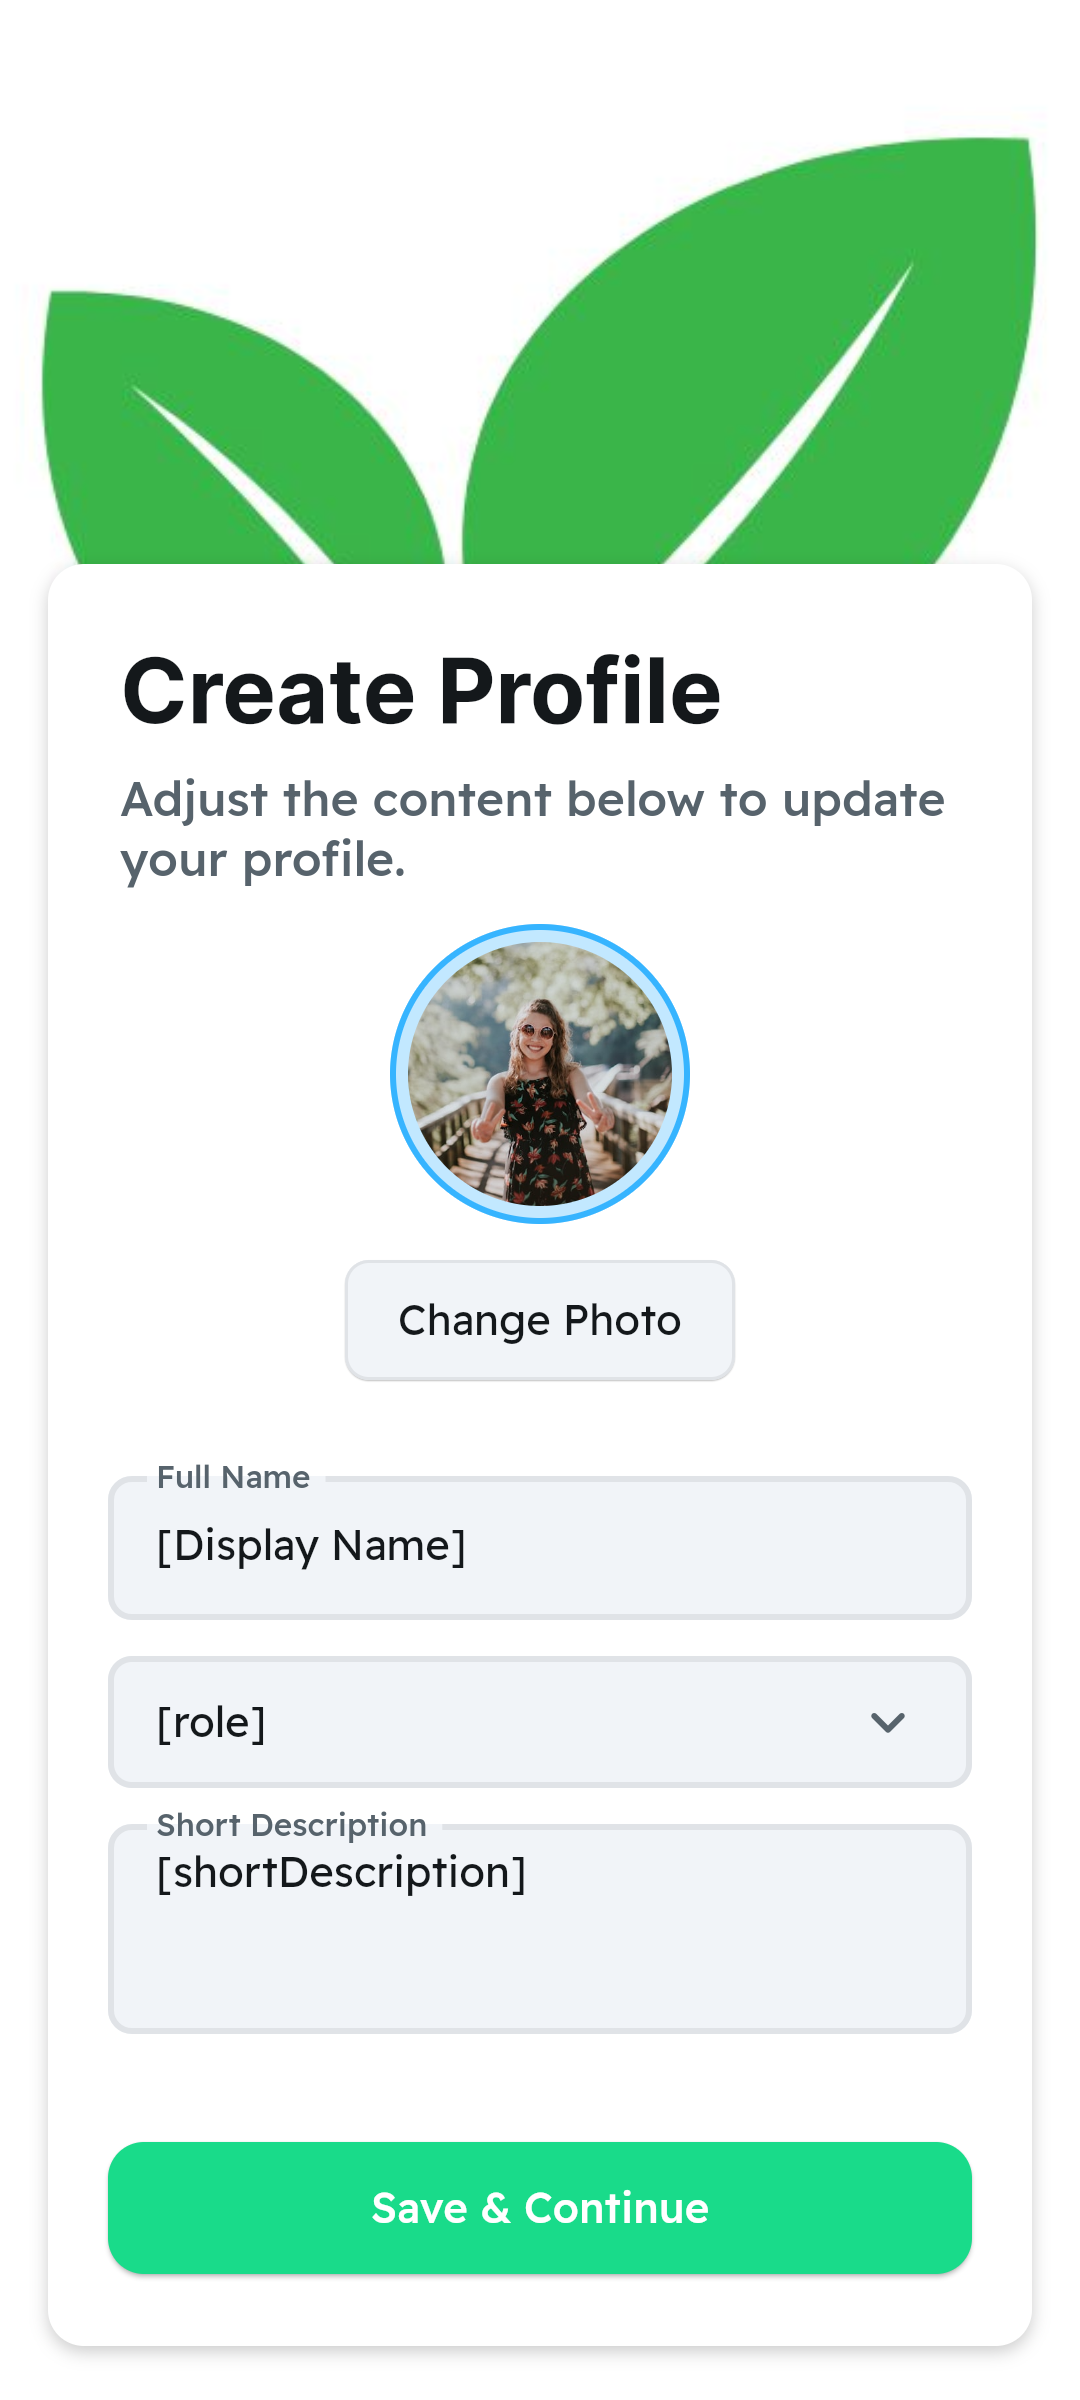 Create Profile
Adjust the content below to update
your profile.
Change Photo
Full Name
[Display Name]
[role]
Short Description
[shortDescription]
Save & Continue